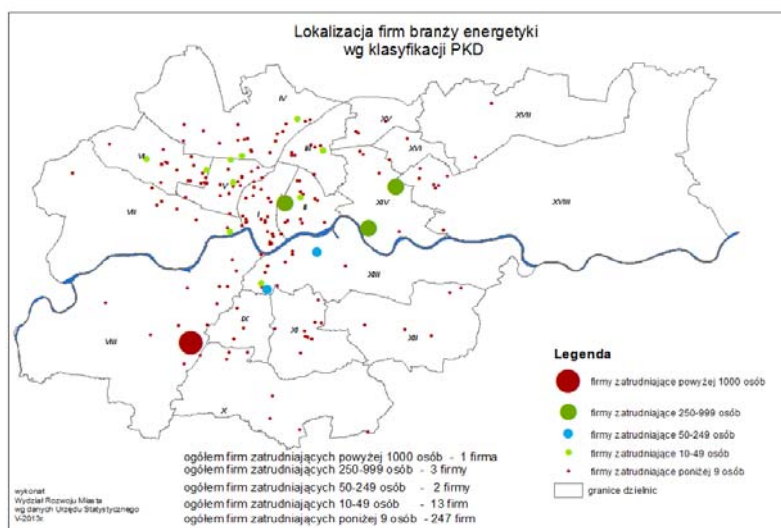 Lokalizacja firm branży energetyki
wg klasyfikacji PKD
IV
XV
XVII
III
XVI
VI
V
VII
I
II
XIV
XVIII
XIII
IX
XI
XII
VIII
X
Legenda
firmy zatrudniające powyżej 1000 osób
firmy zatrudniające 250-999 osób
firmy zatrudniające 50-249 osób
firmy zatrudniające 10-49 osób
firmy zatrudniające poniżej 9 osób
granice dzielnic
ogółem firm zatrudniających powyżej 1000 osób - 1 firma
ogółem firm zatrudniających 250-999 osób - 3 firmy
ogółem firm zatrudniających 50-249 osób - 2 firmy
ogółem firm zatrudniających 10-49 osób - 13 firm
ogółem firm zatrudniających poniżej 9 osób - 247 firm
wykonał
Wydział Rozwoju Miasta
wg danych Urzędu Statystycznego
V-2013r.